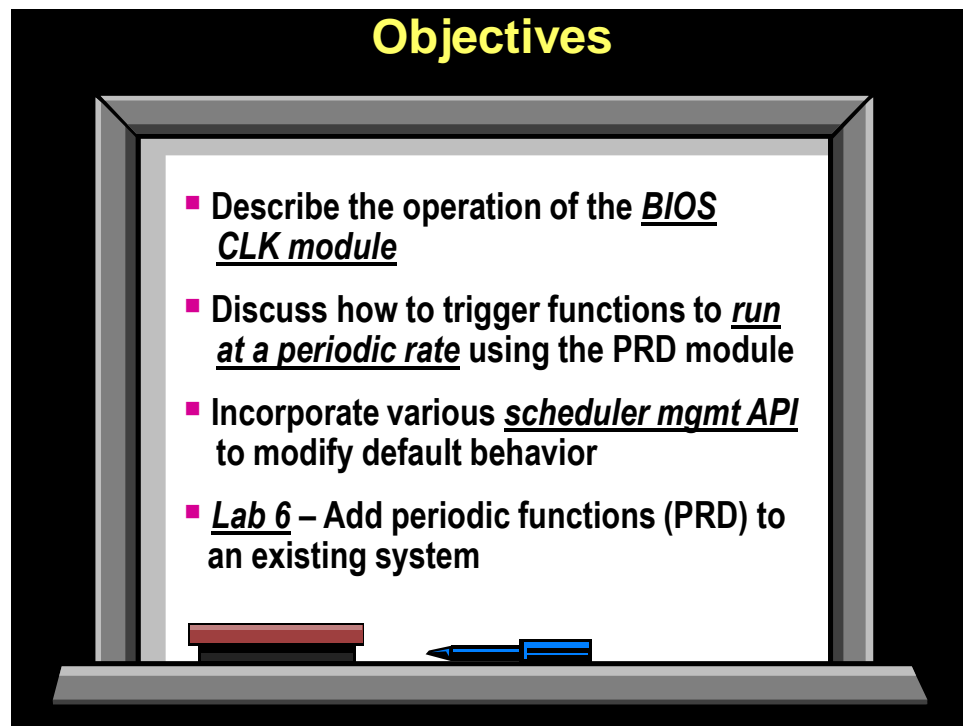 Objectives
▪ Describe the operation of the BIOS
CLK module
▪ Discuss how to trigger functions to run
at a periodic rate using the PRD module
▪ Incorporate various scheduler mgmt API
to modify default behavior
▪ Lab 6 – Add periodic functions (PRD) to
an existing system